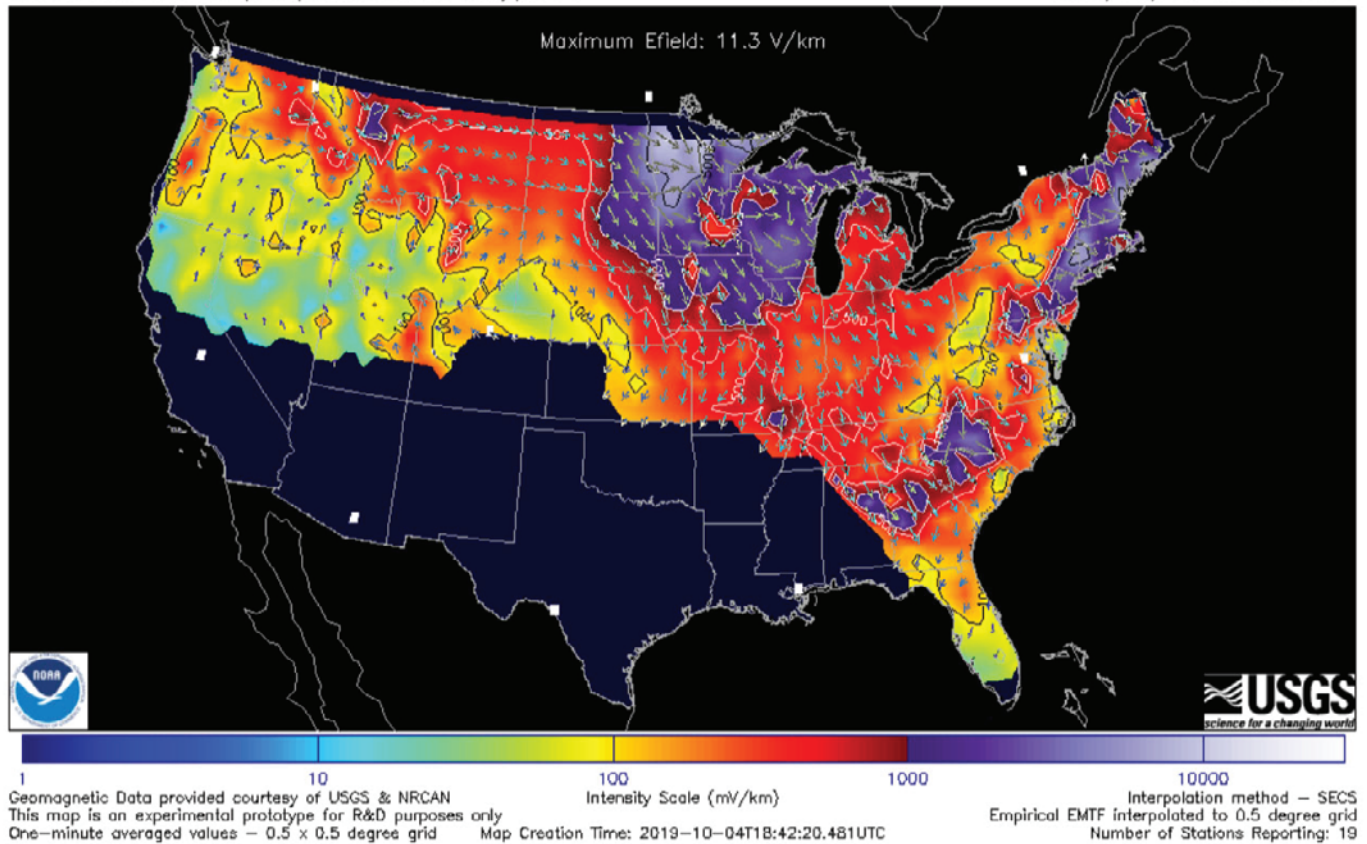 Maximum Efield: 11.3 V/km
NOAA
USGS
science for a changing world
1 10 100 1000 10000
Geomagnetic Data provided courtesy of USGS & NRCAN
Intensity Scale (mV/km)
Interpolation method – SECS
This map is an experimental prototype for R&D purposes only
Empirical EMTF interpolated to 0.5 degree grid
One–minute averaged values – 0.5 x 0.5 degree grid
Map Creation Time: 2019–10–04T18:42:20.481UTC
Number of Stations Reporting: 19